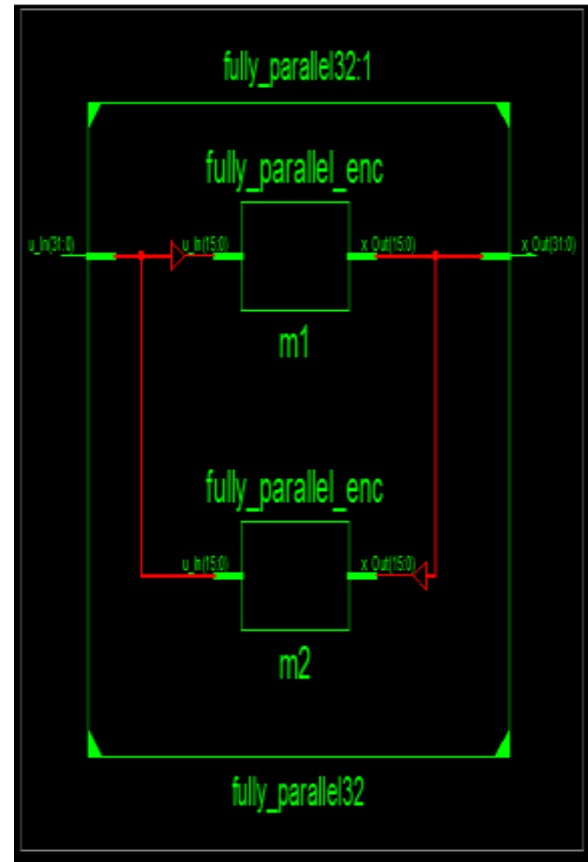 fully_parallel32:1
fully_parallel_enc
u_In(31:0)
u_In(15:0)
x_Out(15:0)
x_Out(31:0)
m1
fully_parallel_enc
u_In(15:0)
x_Out(15:0)
m2
fully_parallel32